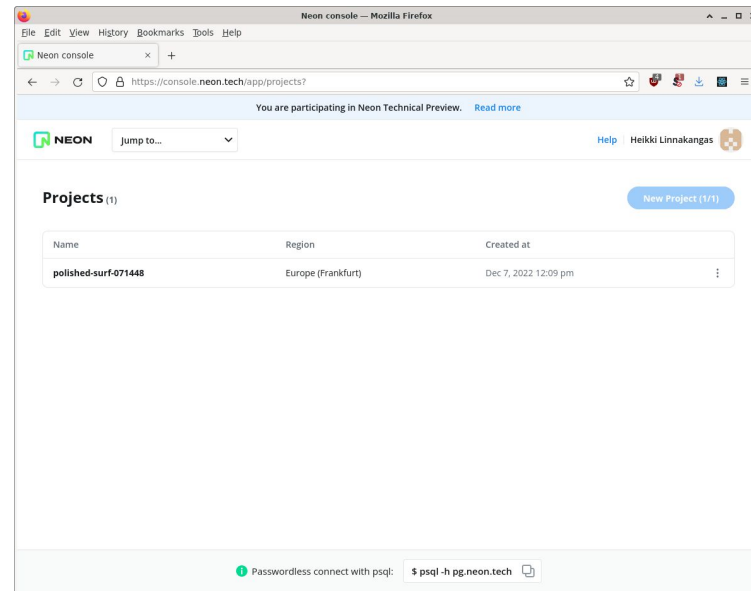 Neon console — Mozilla Firefox
File Edit View History Bookmarks Tools Help
Neon console × +
https://console.neon.tech/app/projects?
You are participating in Neon Technical Preview. Read more
NEON Jump to... Help Heikki Linnakangas
Projects (1) New Project (1/1)
Name Region Created at
polished-surf-071448 Europe (Frankfurt) Dec 7, 2022 12:09 pm
Passwordless connect with psql: $ psql -h pg.neon.tech